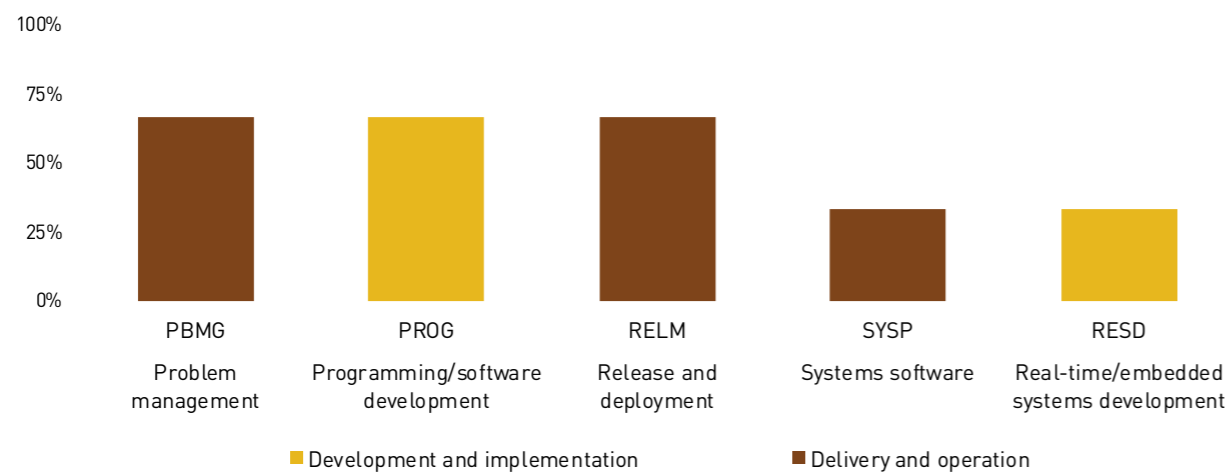 100%
75%
50%
25%
0%
PBMG
PROG
RELM
SYSP
RESD
Problem
management
Programming/software
development
Release and
deployment
Systems software
Real-time/embedded
systems development
Development and implementation
Delivery and operation